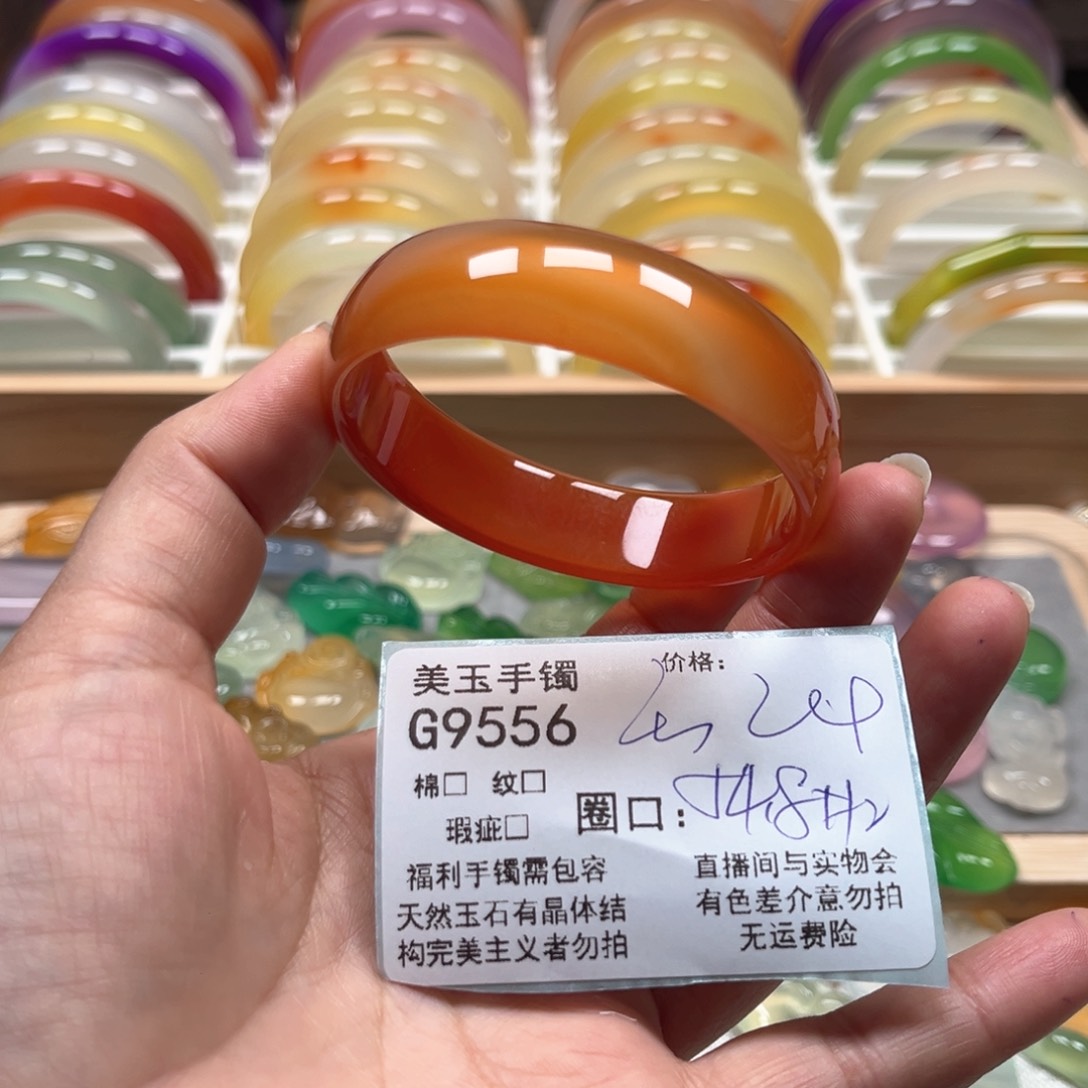 美玉手镯
价格：
G9556
棉□ 纹□
瑕疵□
圈口：
福利手镯需包容
天然玉石有晶体结
构完美主义者勿拍
直播间与实物会
有色差介意勿拍
无运费险